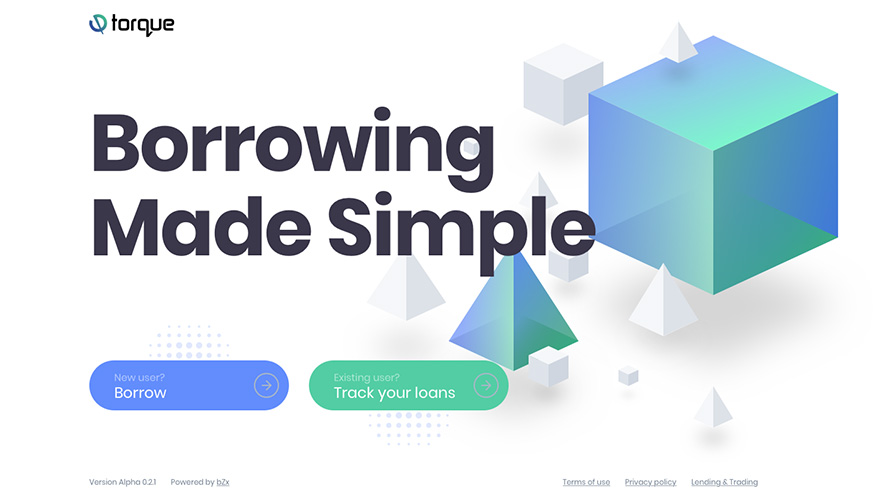 torque
Borrowing
Made Simple
New user?
Borrow
Existing user?
Track your loans
Version Alpha 0.2.1 Powered by bZx Terms of use Privacy policy Lending & Trading